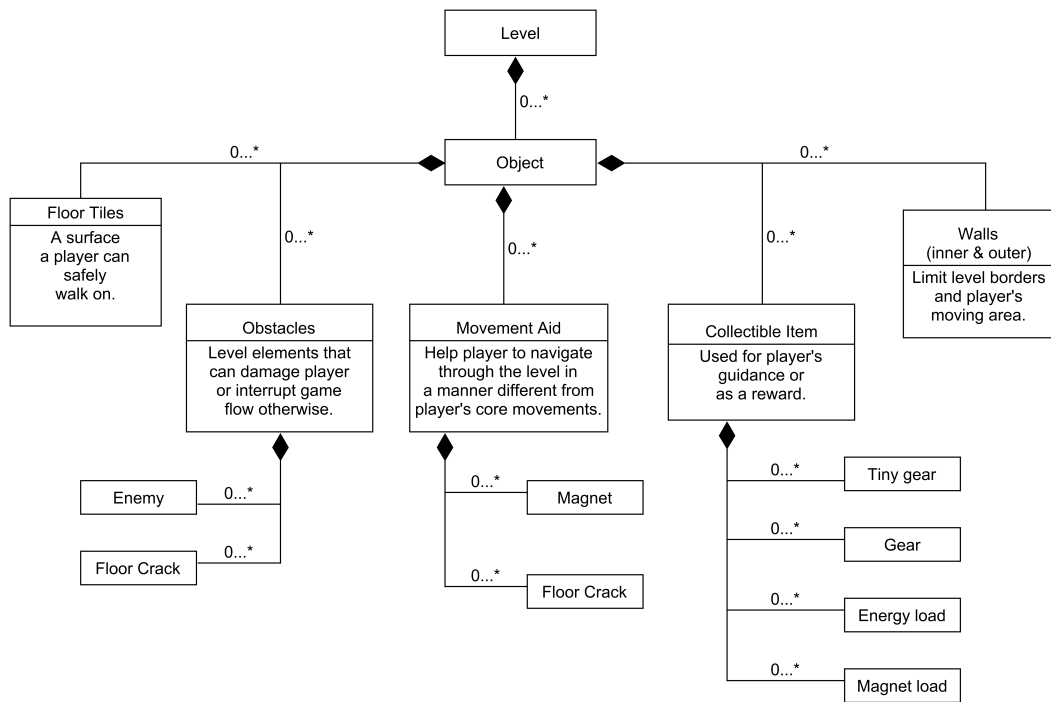 Level
0...*
Object
0...*
0...*
0...*
0...*
0...*
Floor Tiles
A surface
a player can
safely
walk on.
Walls
(inner & outer)
Limit level borders
and player's
moving area.
Obstacles
Level elements that
can damage player
or interrupt game
flow otherwise.
Movement Aid
Help player to navigate
through the level in
a manner different from
player's core movements.
Collectible Item
Used for player's
guidance or
as a reward.
Enemy
0...*
Floor Crack
0...*
0...*
Magnet
0...*
Floor Crack
0...*
Tiny gear
0...*
Gear
0...*
Energy load
0...*
Magnet load